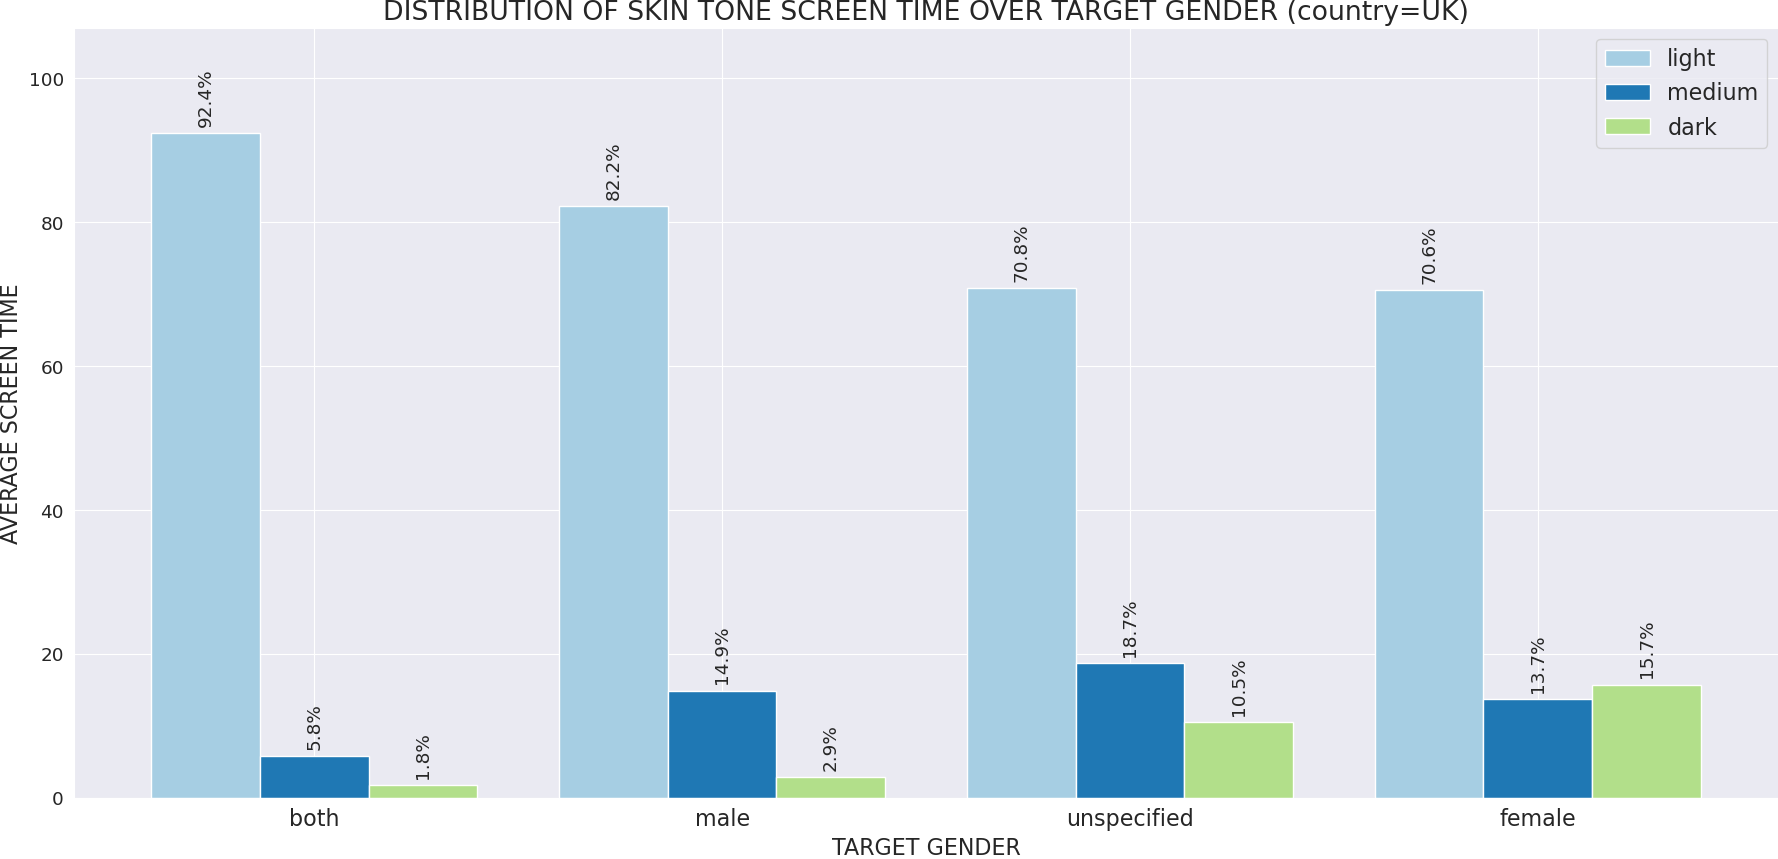 DISTRIBUTION OF SKIN TONE SCREEN TIME OVER TARGET GENDER (country=UK)
light
medium
dark
AVERAGE SCREEN TIME
100
80
60
40
20
0
92.4%
5.8%
1.8%
82.2%
14.9%
2.9%
70.8%
18.7%
10.5%
70.6%
13.7%
15.7%
both
male
unspecified
female
TARGET GENDER